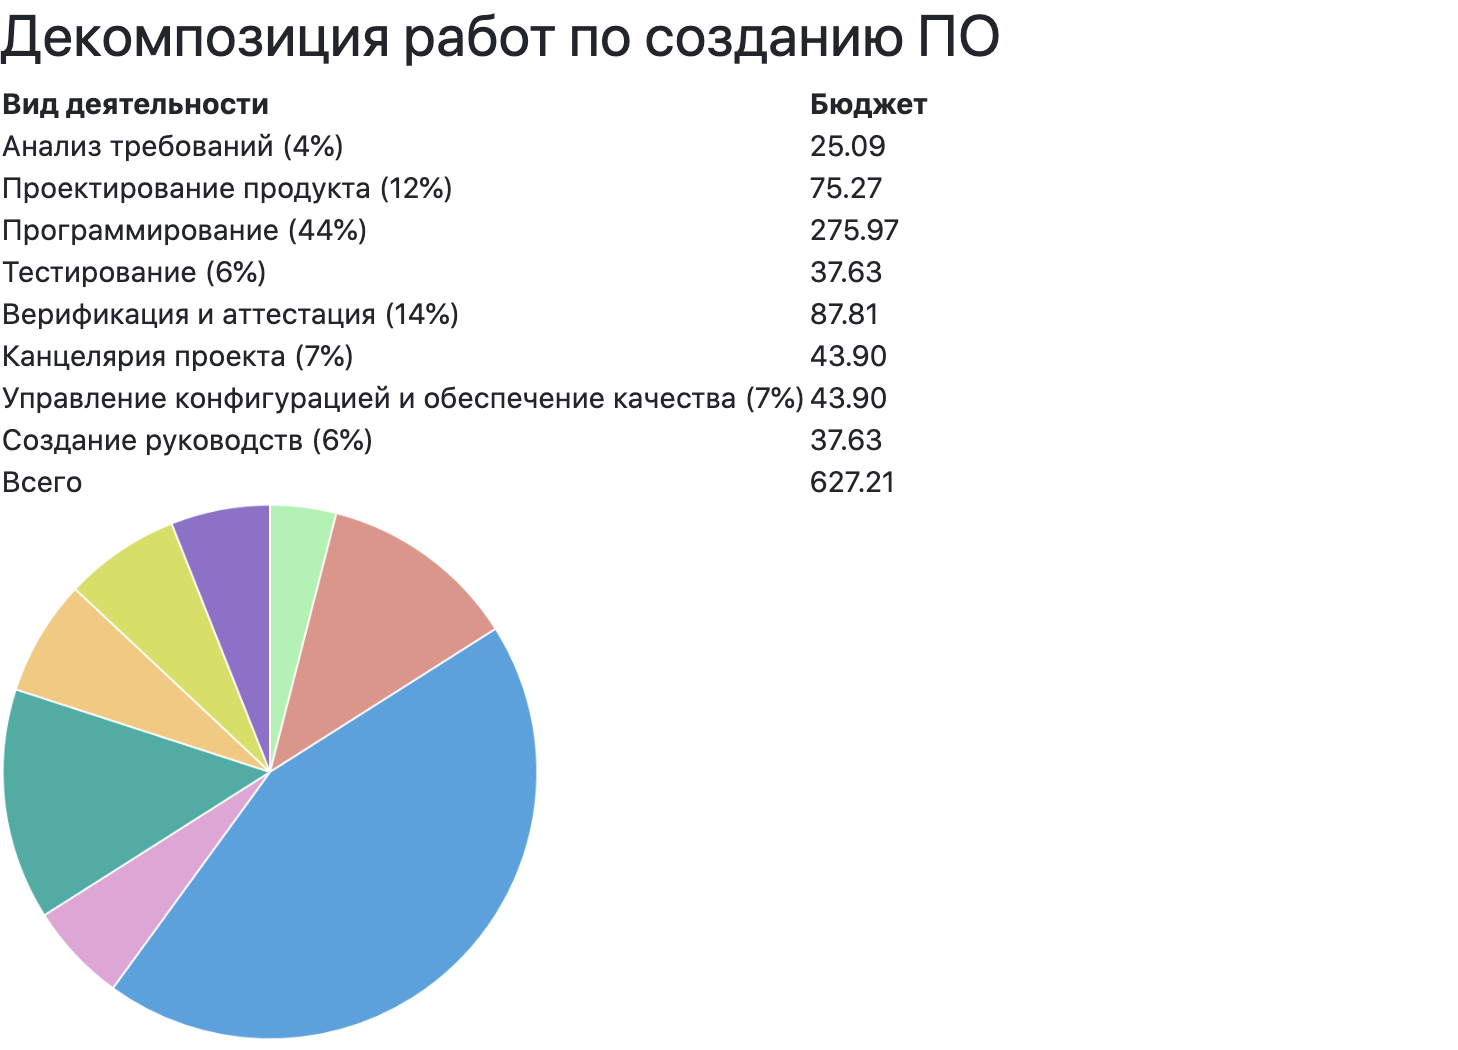 Декомпозиция работ по созданию ПО
Вид деятельности Бюджет
Анализ требований (4%) 25.09
Проектирование продукта (12%) 75.27
Программирование (44%) 275.97
Тестирование (6%) 37.63
Верификация и аттестация (14%) 87.81
Канцелярия проекта (7%) 43.90
Управление конфигурацией и обеспечение качества (7%) 43.90
Создание руководств (6%) 37.63
Всего 627.21